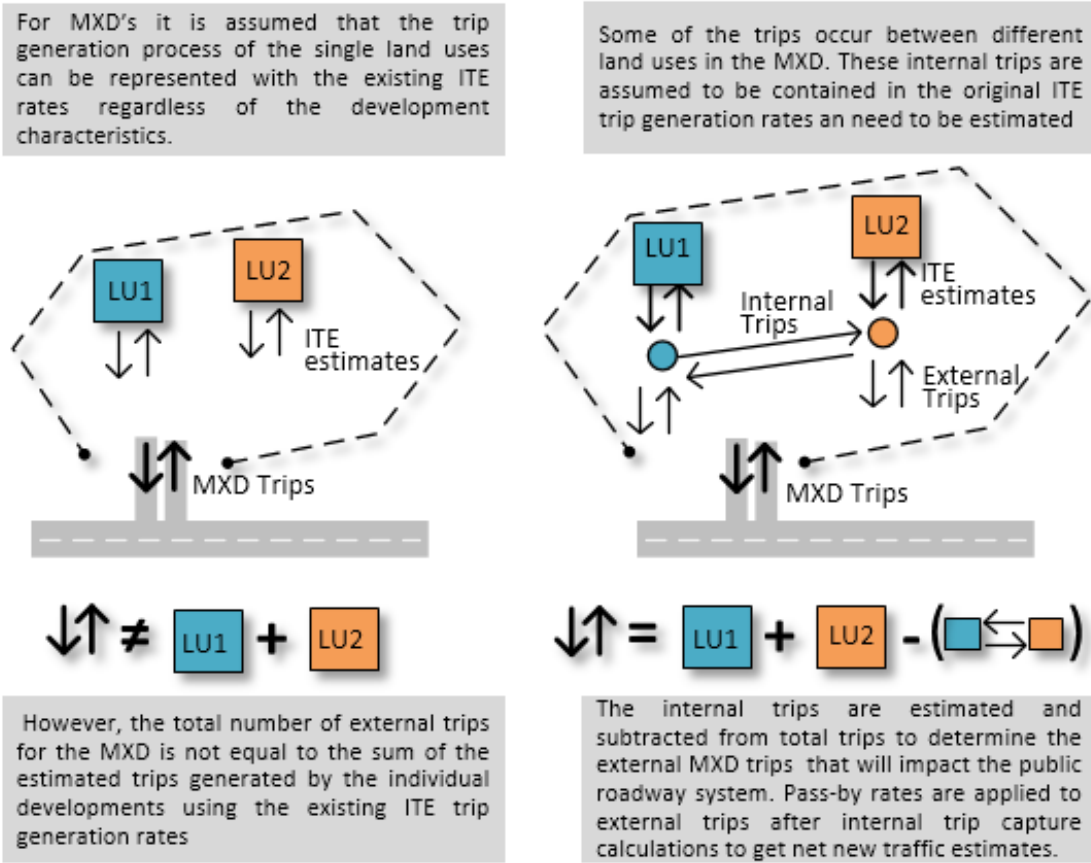 For MXD's it is assumed that the trip
generation process of the single land uses
can be represented with the existing ITE
rates regardless of the development
characteristics.
Some of the trips occur between different
land uses in the MXD. These internal trips are
assumed to be contained in the original ITE
trip generation rates an need to be estimated
LU1
LU2
ITE
estimates
MXD Trips
LU1
LU2
ITE
estimates
Internal
Trips
External
Trips
MXD Trips
↓↑ ≠ LU1 + LU2
↓↑ = LU1 + LU2 - ( )
However, the total number of external trips
for the MXD is not equal to the sum of the
estimated trips generated by the individual
developments using the existing ITE trip
generation rates
The internal trips are estimated and
subtracted from total trips to determine the
external MXD trips that will impact the public
roadway system. Pass-by rates are applied to
external trips after internal trip capture
calculations to get net new traffic estimates.